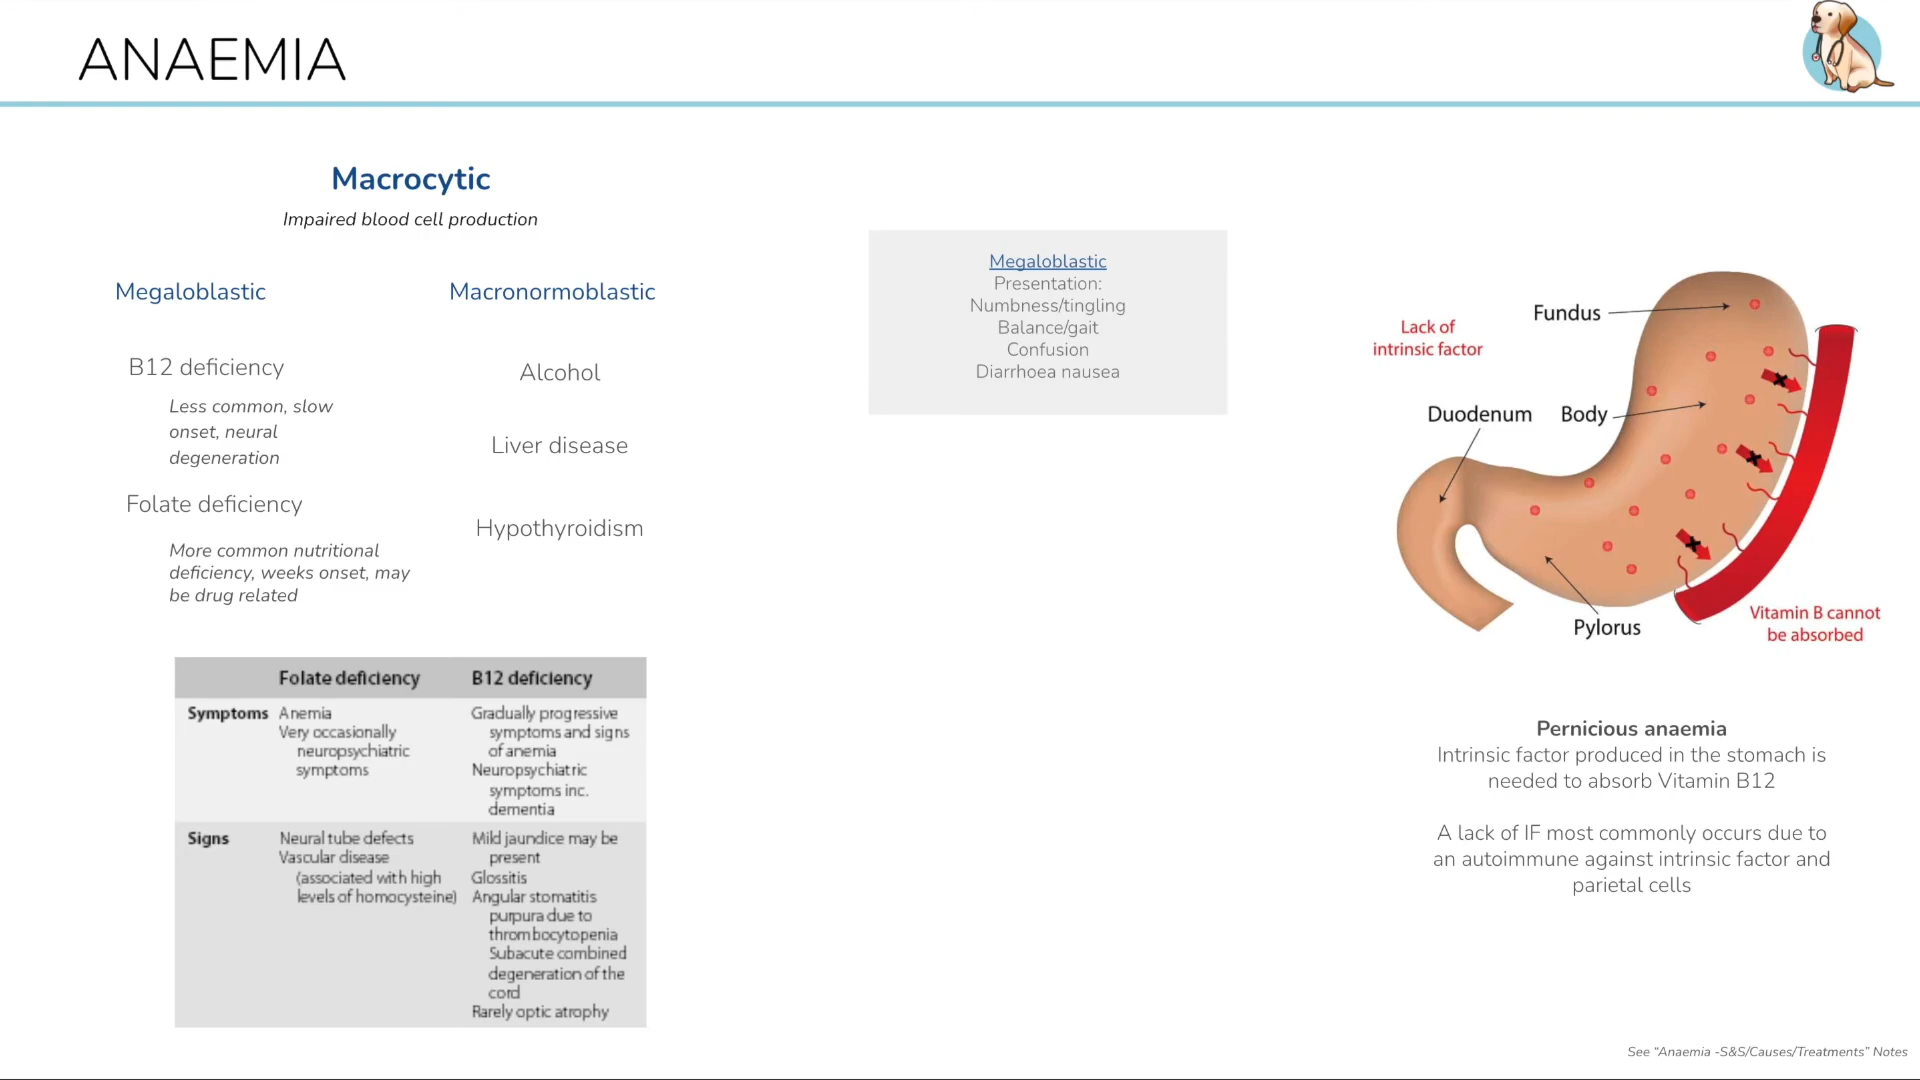 ANAEMIA
Macrocytic
Impaired blood cell production
Megaloblastic
B12 deficiency
Less common, slow
onset, neural
degeneration
Folate deficiency
More common nutritional
deficiency, weeks onset, may
be drug related
Macronormoblastic
Alcohol
Liver disease
Hypothyroidism
Folate deficiency B12 deficiency
Symptoms
Anemia
Very occasionally
neuropsychiatric
symptoms
Gradually progressive
symptoms and signs
of anemia
Neuropsychiatric
symptoms inc.
dementia
Signs
Neural tube defects
Vascular disease
(associated with high
levels of homocysteine)
Mild jaundice may be
present
Glossitis
Angular stomatitis
purpura due to
thrombocytopenia
Subacute combined
degeneration of the
cord
Rarely optic atrophy
Megaloblastic
Presentation:
Numbness/tingling
Balance/gait
Confusion
Diarrhoea nausea
Lack of
intrinsic factor
Fundus
Duodenum
Body
Pylorus
Vitamin B cannot
be absorbed
Pernicious anaemia
Intrinsic factor produced in the stomach is
needed to absorb Vitamin B12
A lack of IF most commonly occurs due to
an autoimmune against intrinsic factor and
parietal cells
See “Anaemia -S&S/Causes/Treatments” Notes